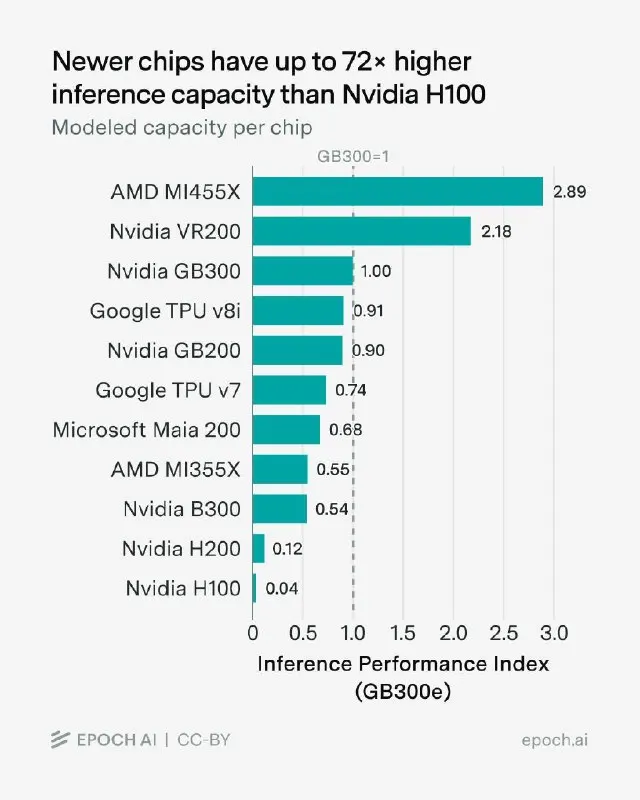 Newer chips have up to 72× higher
inference capacity than Nvidia H100
Modeled capacity per chip
GB300=1
AMD MI455X 2.89
Nvidia VR200 2.18
Nvidia GB300 1.00
Google TPU v8i 0.91
Nvidia GB200 0.90
Google TPU v7 0.74
Microsoft Maia 200 0.68
AMD MI355X 0.55
Nvidia B300 0.54
Nvidia H200 0.12
Nvidia H100 0.04
0 0.5 1.0 1.5 2.0 2.5 3.0
Inference Performance Index
(GB300e)
EPOCH AI | CC-BY epoch.ai